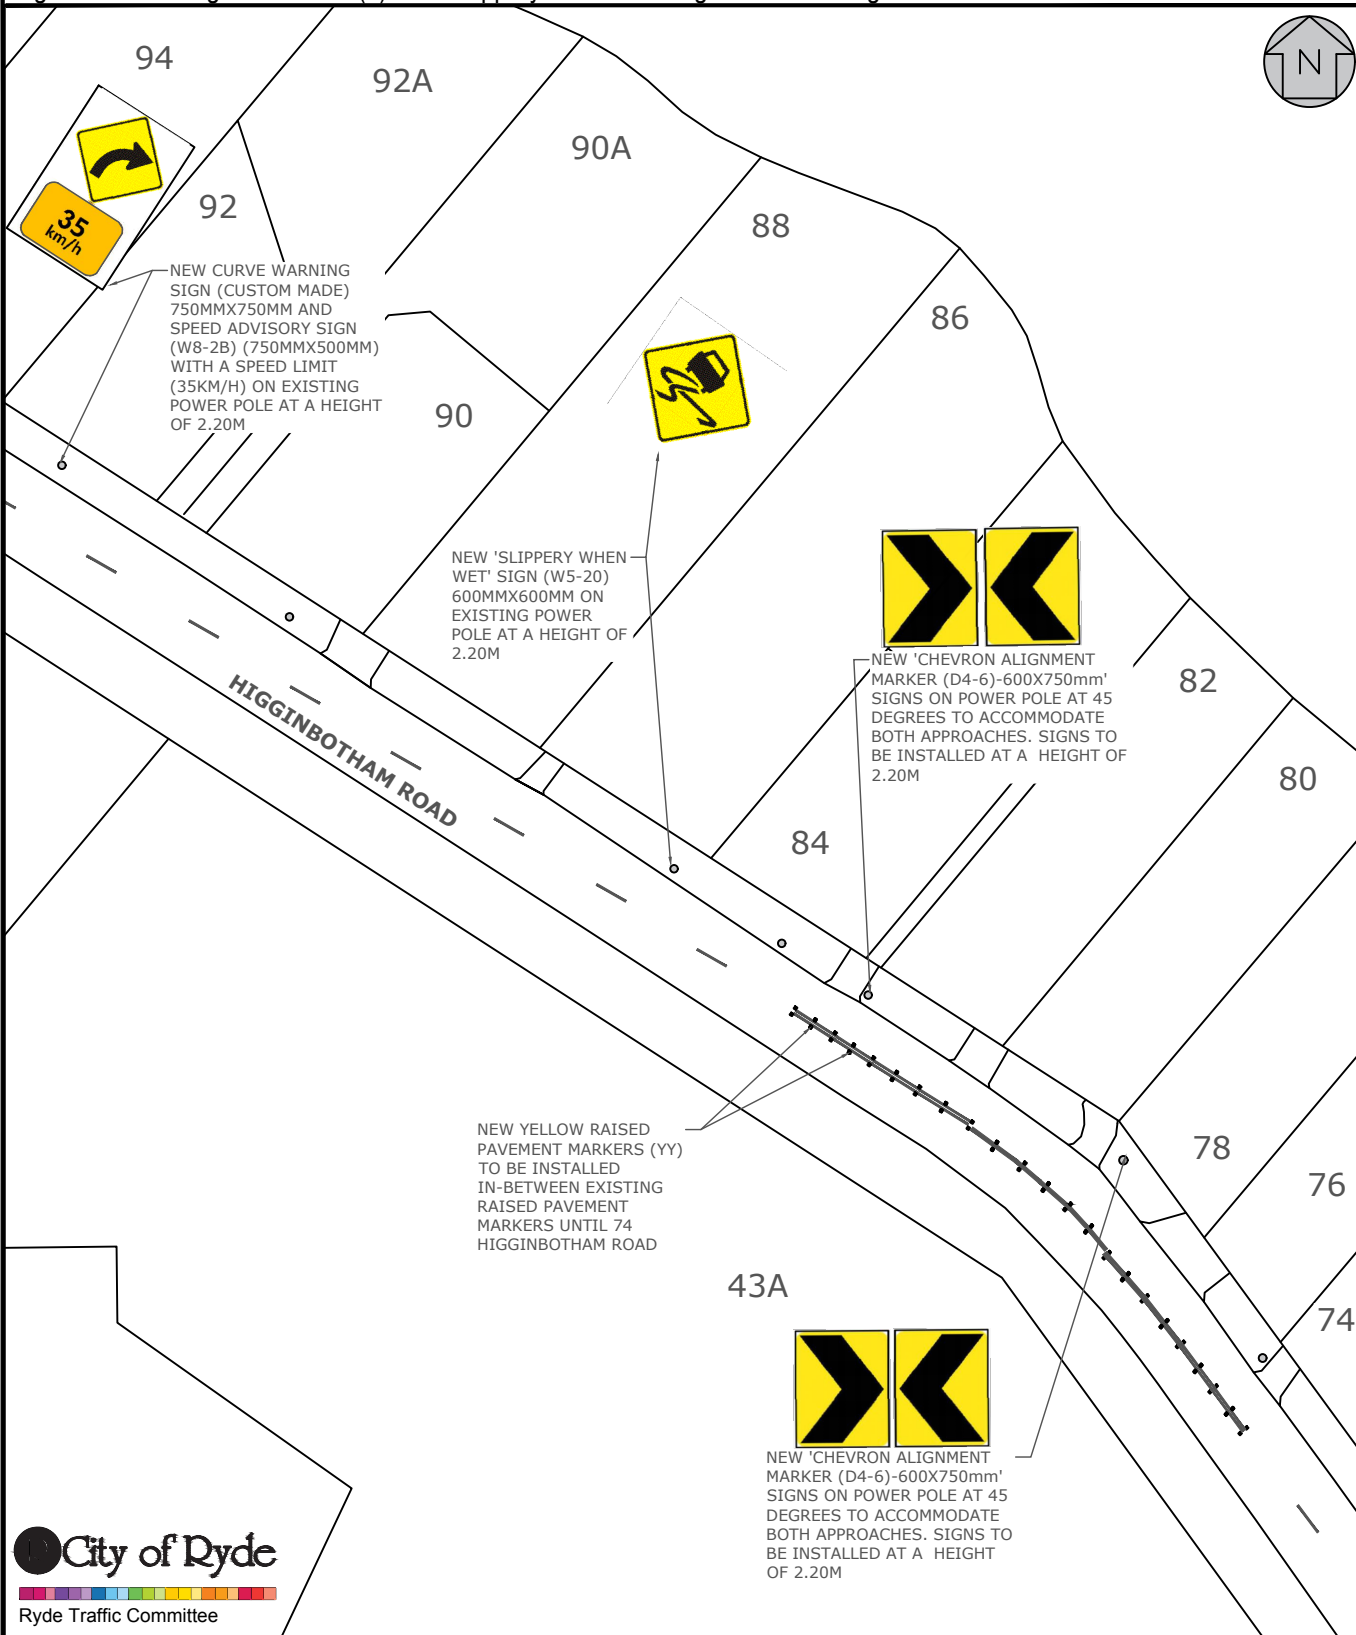 94
92A
90A
N
92
88
35
km/h
NEW CURVE WARNING
SIGN (CUSTOM MADE)
750MMX750MM AND
SPEED ADVISORY SIGN
(W8-2B) (750MMX500MM)
WITH A SPEED LIMIT
(35KM/H) ON EXISTING
POWER POLE AT A HEIGHT
OF 2.20M
86
90
NEW 'SLIPPERY WHEN
WET' SIGN (W5-20)
600MMX600MM ON
EXISTING POWER
POLE AT A HEIGHT OF
2.20M
NEW 'CHEVRON ALIGNMENT
MARKER (D4-6)-600X750mm'
SIGNS ON POWER POLE AT 45
DEGREES TO ACCOMMODATE
BOTH APPROACHES. SIGNS TO
BE INSTALLED AT A HEIGHT OF
2.20M
82
80
HIGGINBOTHAM ROAD
84
NEW YELLOW RAISED
PAVEMENT MARKERS (YY)
TO BE INSTALLED
IN-BETWEEN EXISTING
RAISED PAVEMENT
MARKERS UNTIL 74
HIGGINBOTHAM ROAD
78
76
43A
74
NEW 'CHEVRON ALIGNMENT
MARKER (D4-6)-600X750mm'
SIGNS ON POWER POLE AT 45
DEGREES TO ACCOMMODATE
BOTH APPROACHES. SIGNS TO
BE INSTALLED AT A HEIGHT
OF 2.20M
City of Ryde
Ryde Traffic Committee